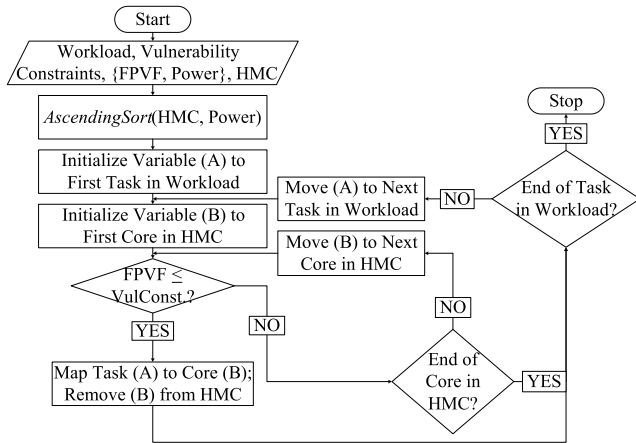 Start
Workload, Vulnerability
Constraints, {FPVF, Power}, HMC
AscendingSort(HMC, Power)
Initialize Variable (A) to
First Task in Workload
Initialize Variable (B) to
First Core in HMC
FPVF ≤
VulConst.?
YES
NO
Map Task (A) to Core (B);
Remove (B) from HMC
Move (A) to Next
Task in Workload
Move (B) to Next
Core in HMC
NO
End of
Core in
HMC?
YES
NO
End of Task
in Workload?
YES
Stop